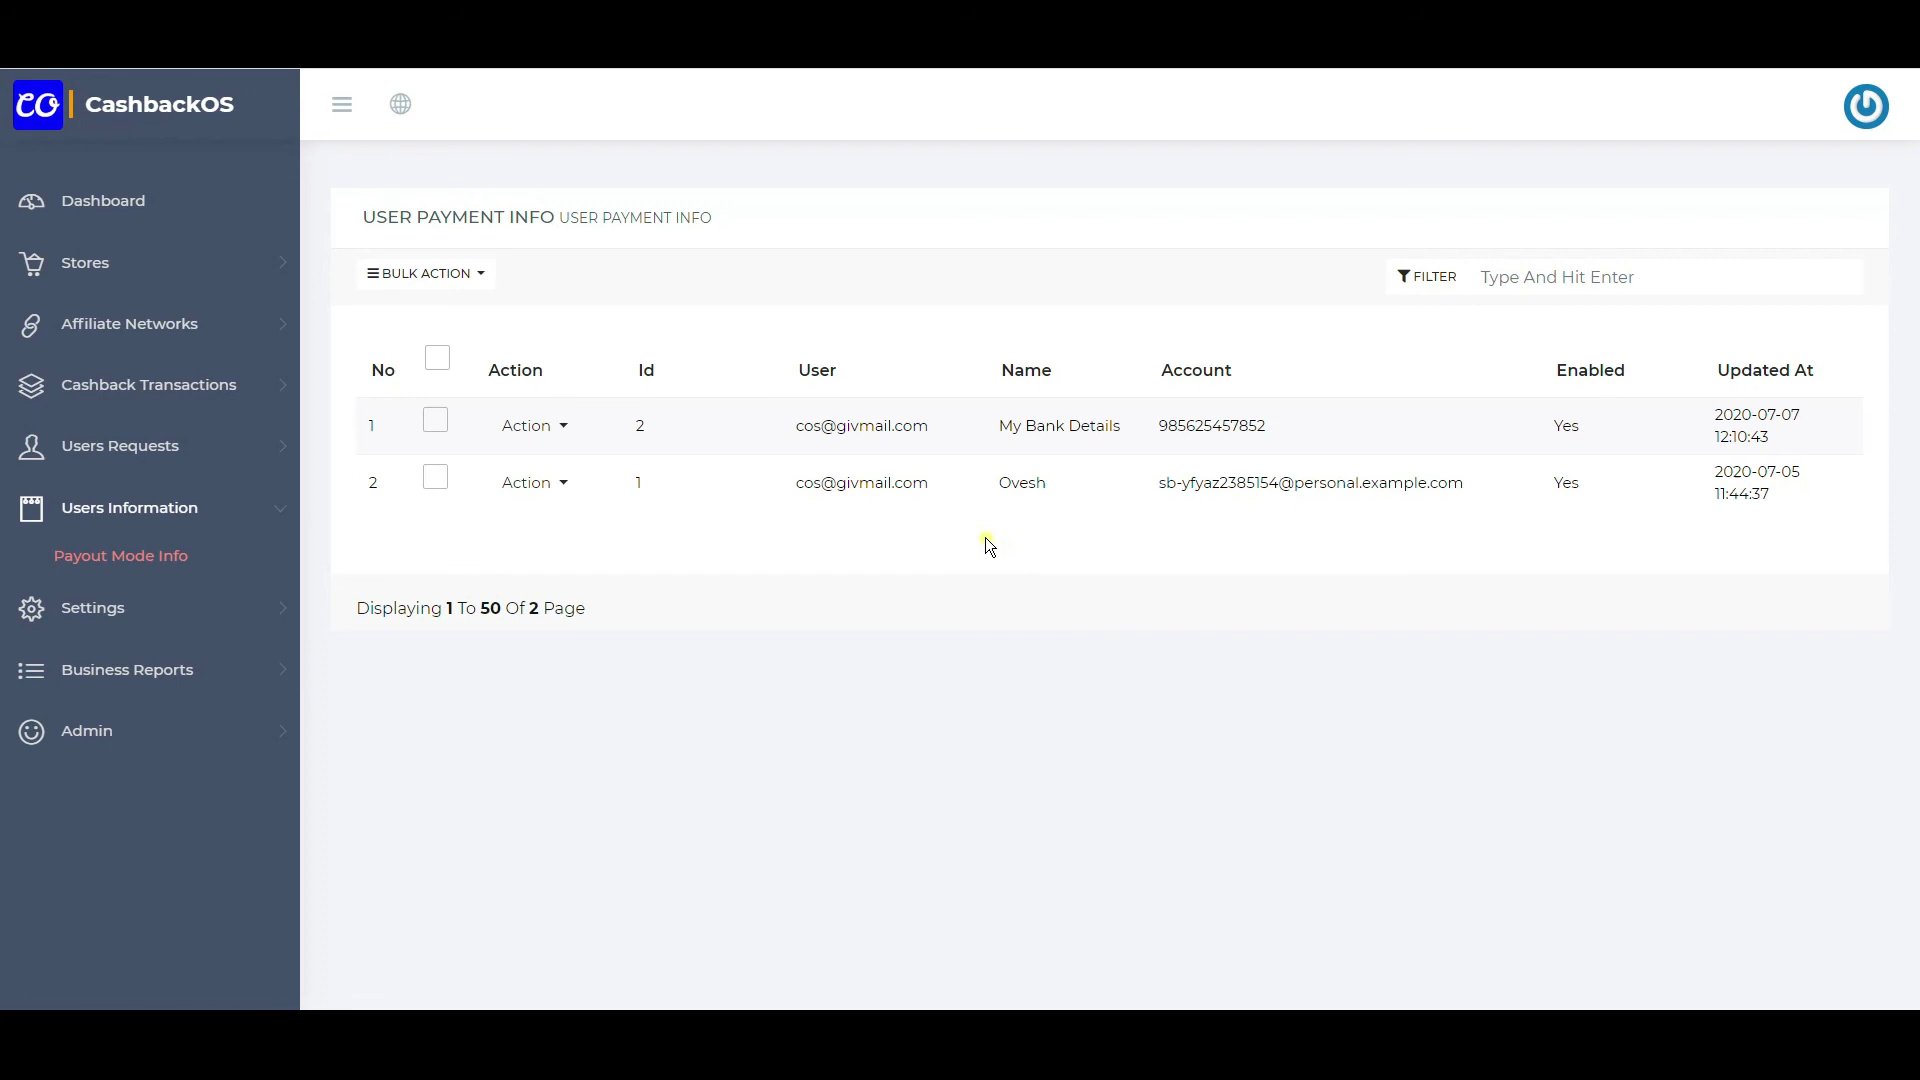 CO | CashbackOS
Dashboard
Stores
Affiliate Networks
Cashback Transactions
Users Requests
Users Information
Payout Mode Info
Settings
Business Reports
Admin
USER PAYMENT INFO USER PAYMENT INFO
BULK ACTION
FILTER Type And Hit Enter
No Action Id User Name Account Enabled Updated At
1 Action 2 cos@givmail.com My Bank Details 985625457852 Yes 2020-07-07
12:10:43
2 Action 1 cos@givmail.com Ovesh sb-yfyaz2385154@personal.example.com Yes 2020-07-05
11:44:37
Displaying 1 To 50 Of 2 Page